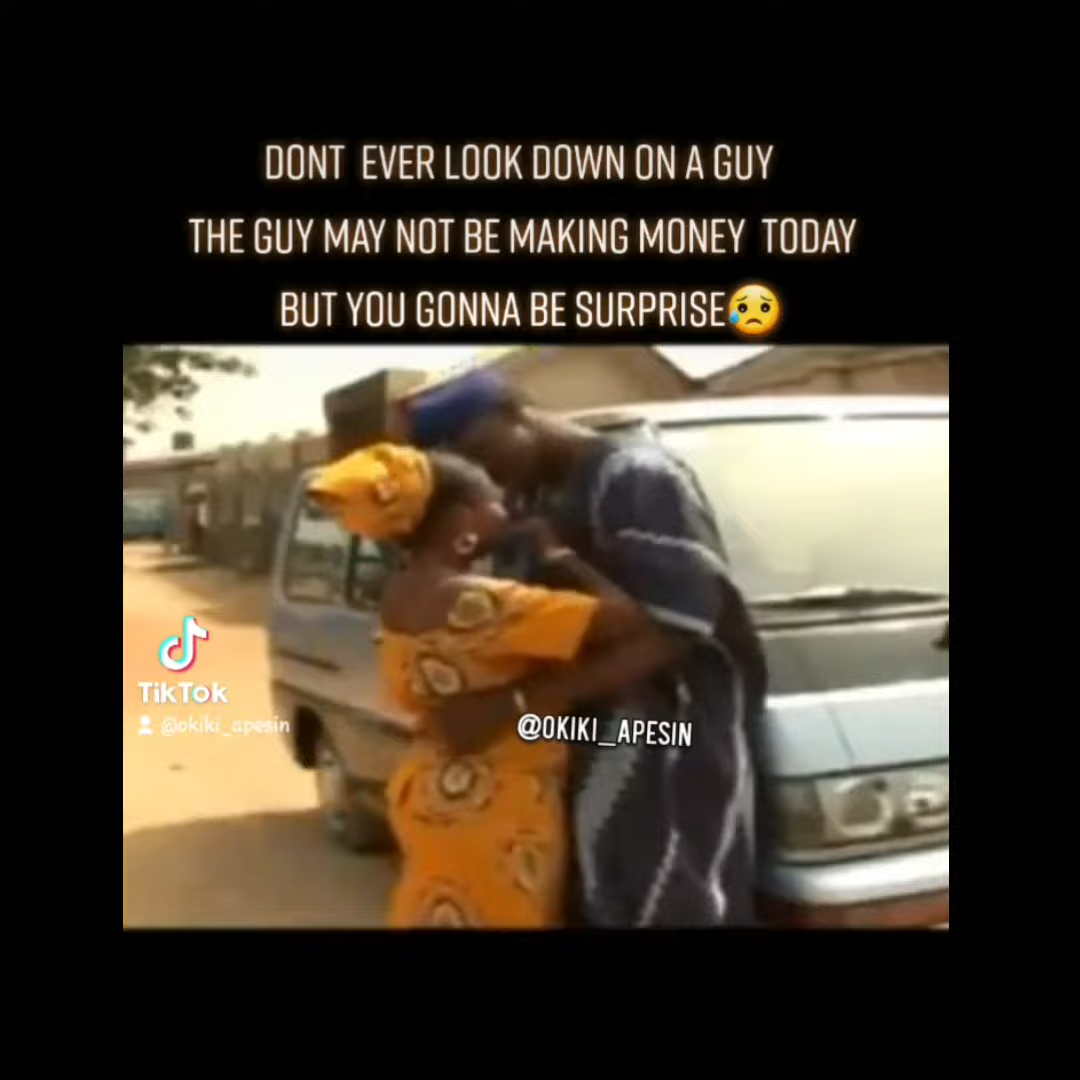 DONT EVER LOOK DOWN ON A GUY
THE GUY MAY NOT BE MAKING MONEY TODAY
BUT YOU GONNA BE SURPRISE😥
TikTok
@okiki_apesin
@OKIKI_APESIN